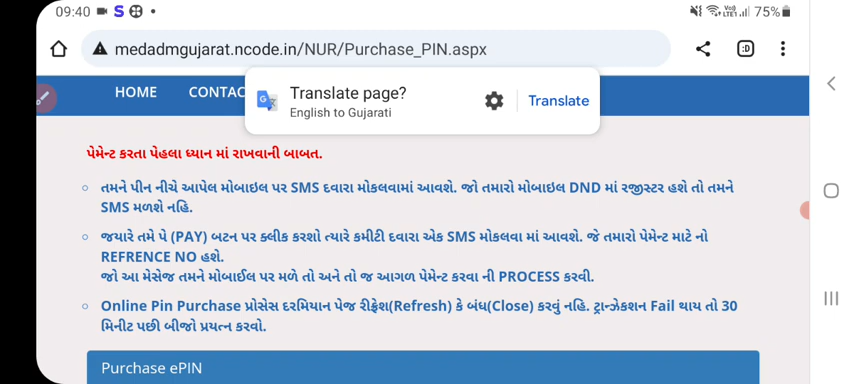 09:40
VoD LTE1 75%
medadmgujarat.ncode.in/NUR/Purchase_PIN.aspx
:D
HOME CONTAC
Translate page?
English to Gujarati
Translate
પેમેન્ટ કરતા પેહલા ધ્યાન માં રાખવાની બાબત.
તમને પીન નીચે આપેલ મોબાઇલ પર SMS દવારા મોકલવામાં આવશે. જો તમારો મોબાઇલ DND માં રજીસ્ટર હશે તો તમને
SMS મળશે નહિ.
જયારે તમે પે (PAY) બટન પર ક્લીક કરશો ત્યારે કમીટી દવારા એક SMS મોકલવા માં આવશે. જે તમારો પેમેન્ટ માટે નો
REFRENCE NO હશે.
જો આ મેસેજ તમને મોબાઈલ પર મળે તો અને તો જ આગળ પેમેન્ટ કરવા ની PROCESS કરવી.
Online Pin Purchase પ્રોસેસ દરમિયાન પેજ રીફ્રેશ(Refresh) કે બંધ(Close) કરવું નહિ. ટ્રાન્ઝેકશન Fail થાય તો 30
મિનીટ પછી બીજો પ્રયત્ન કરવો.
Purchase ePIN